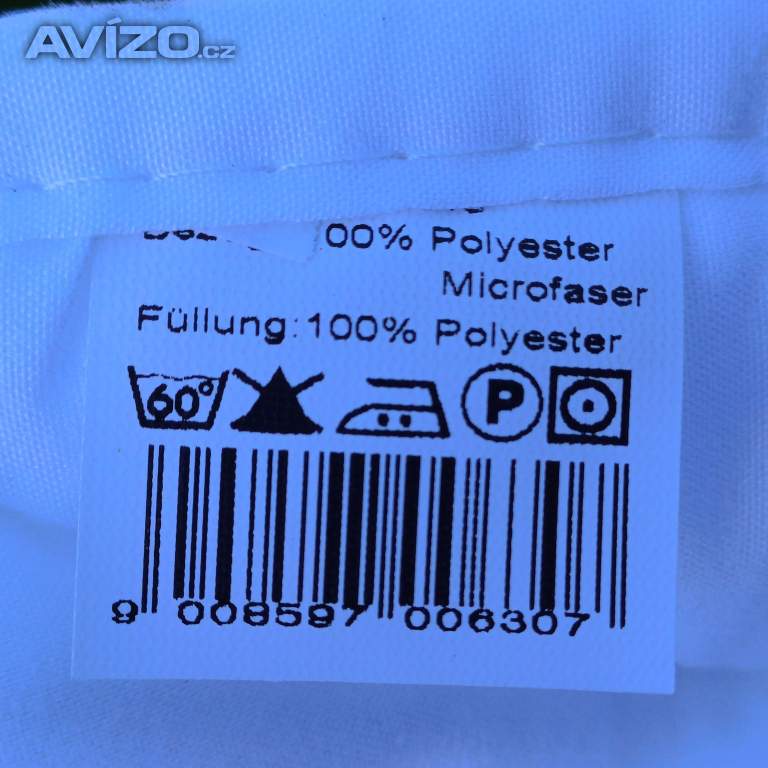 AVÍZO.cz
00% Polyester
Microfaser
Füllung: 100% Polyester
60° P
9 008597 006307